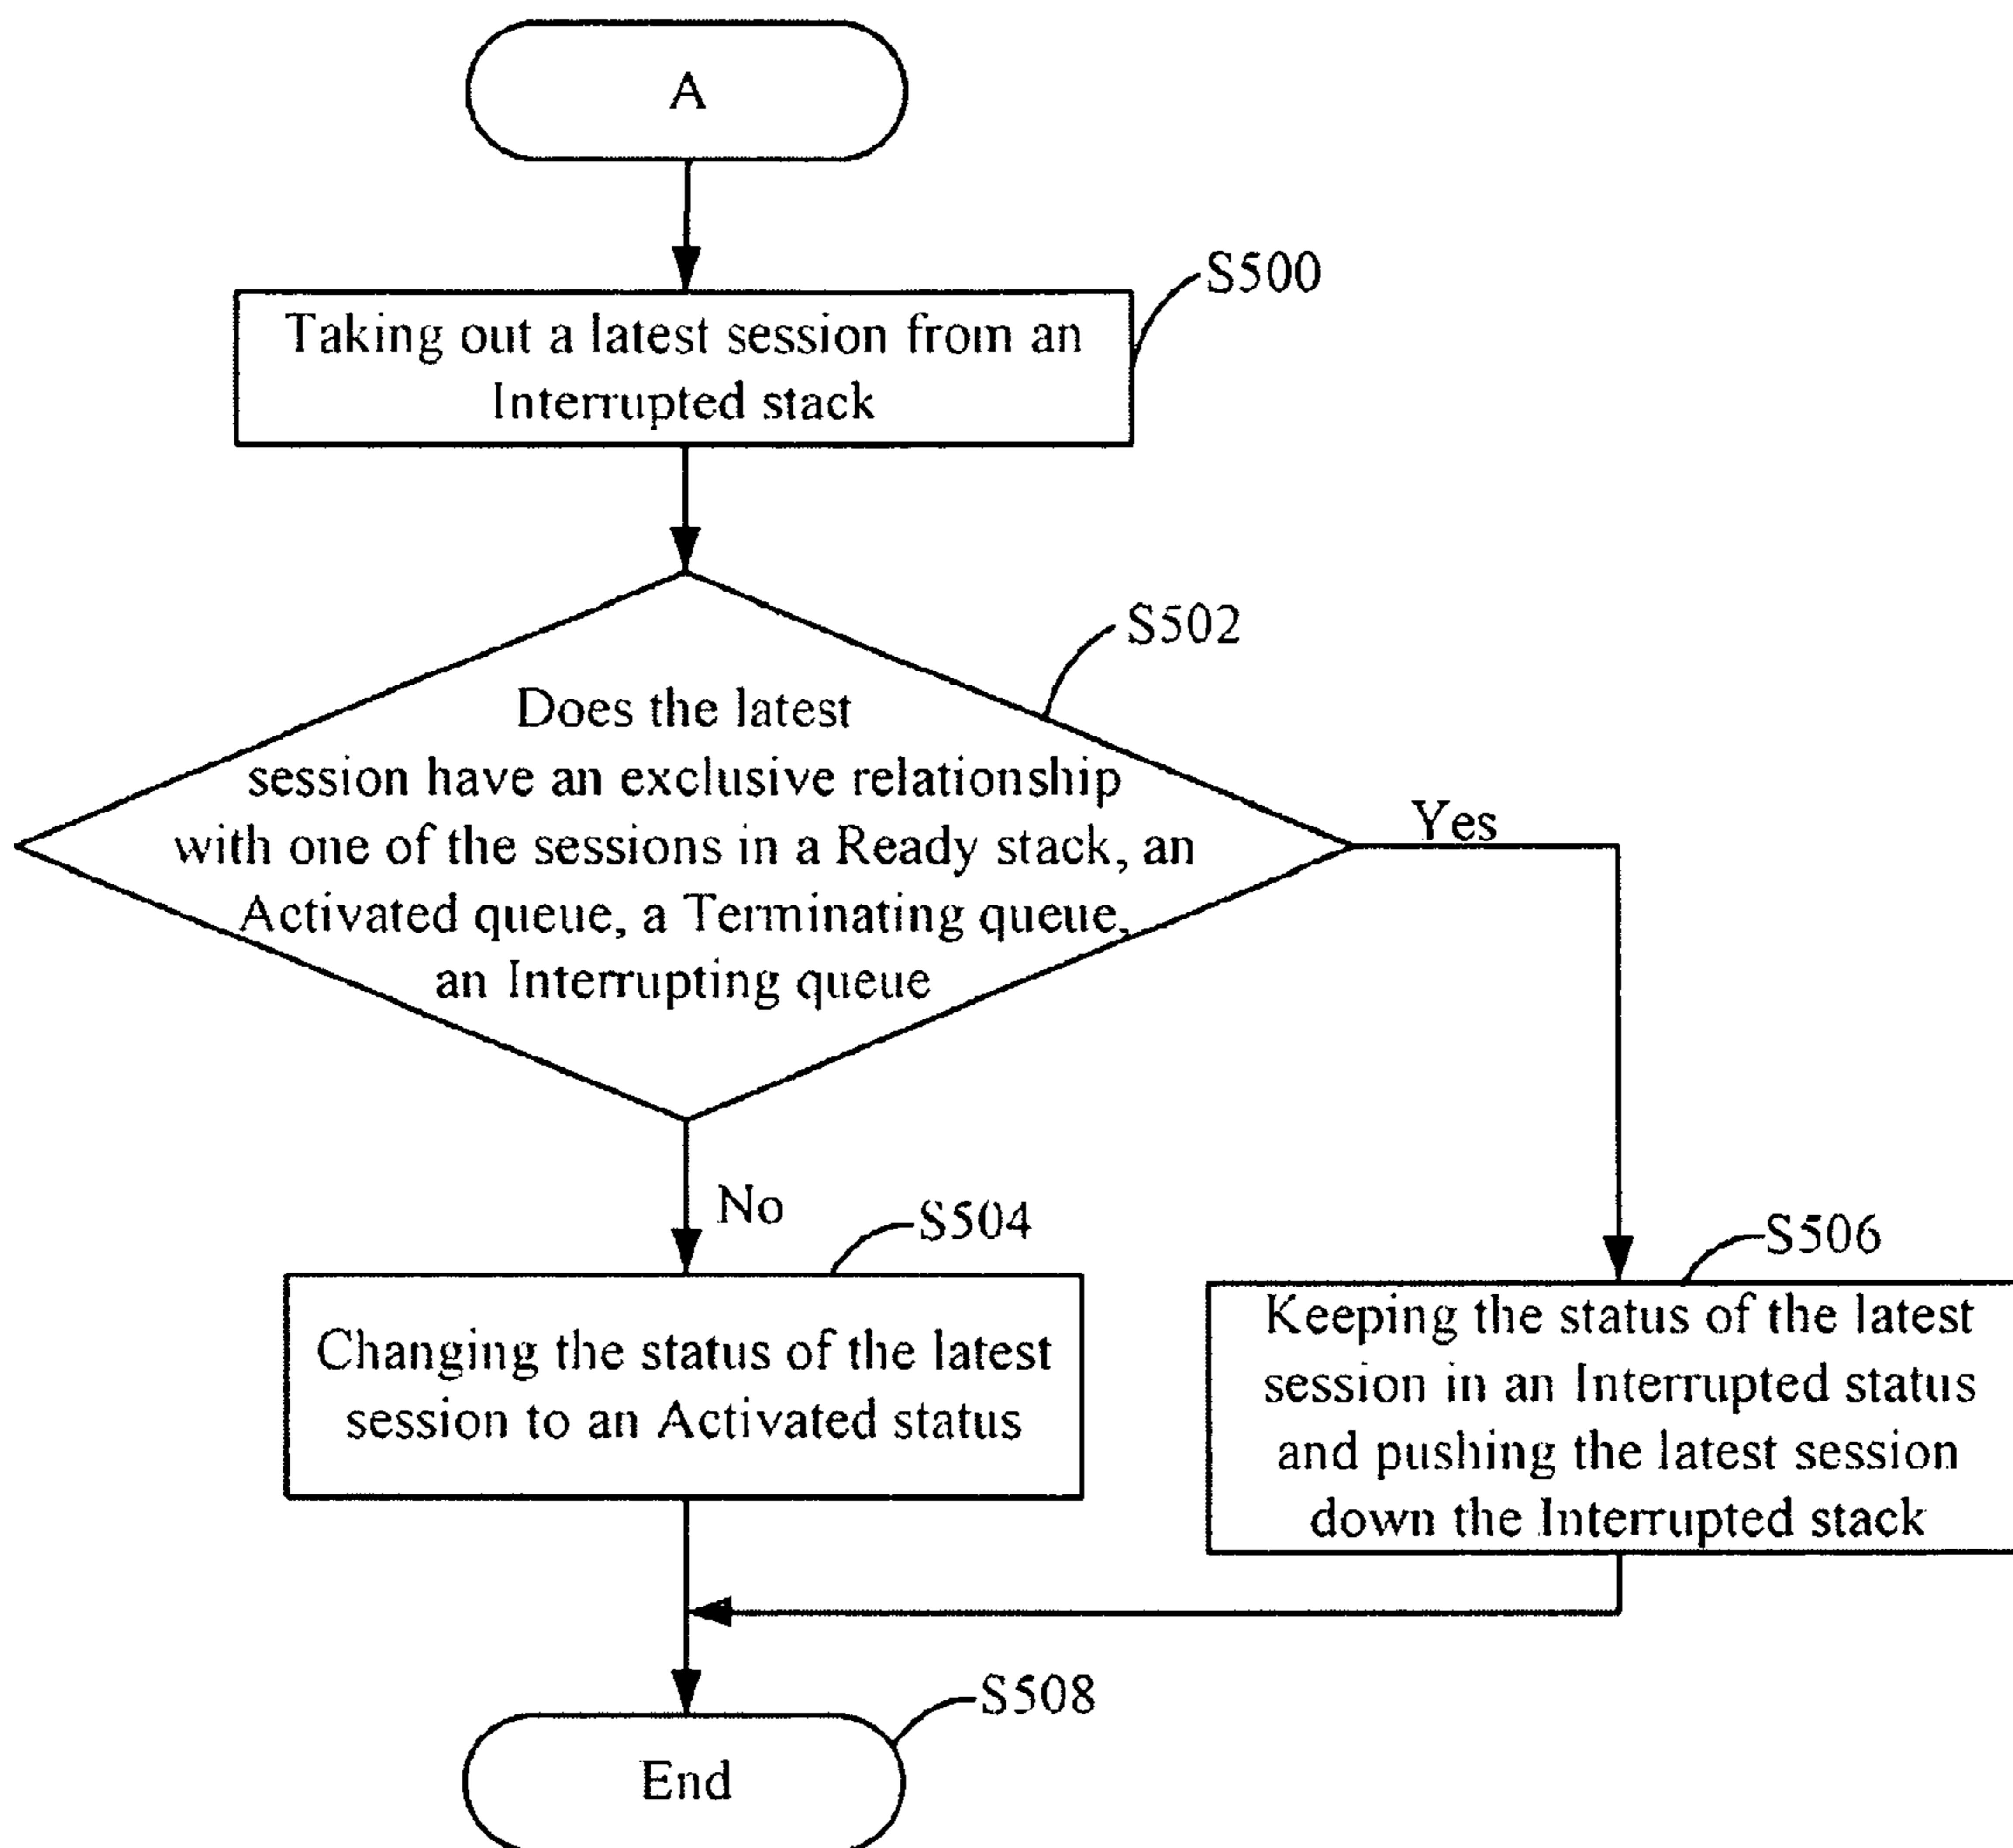 A
S500
Taking out a latest session from an
Interrupted stack
S502
Does the latest
session have an exclusive relationship
with one of the sessions in a Ready stack, an
Activated queue, a Terminating queue,
an Interrupting queue
Yes
No
S504
Changing the status of the latest
session to an Activated status
S506
Keeping the status of the latest
session in an Interrupted status
and pushing the latest session
down the Interrupted stack
S508
End